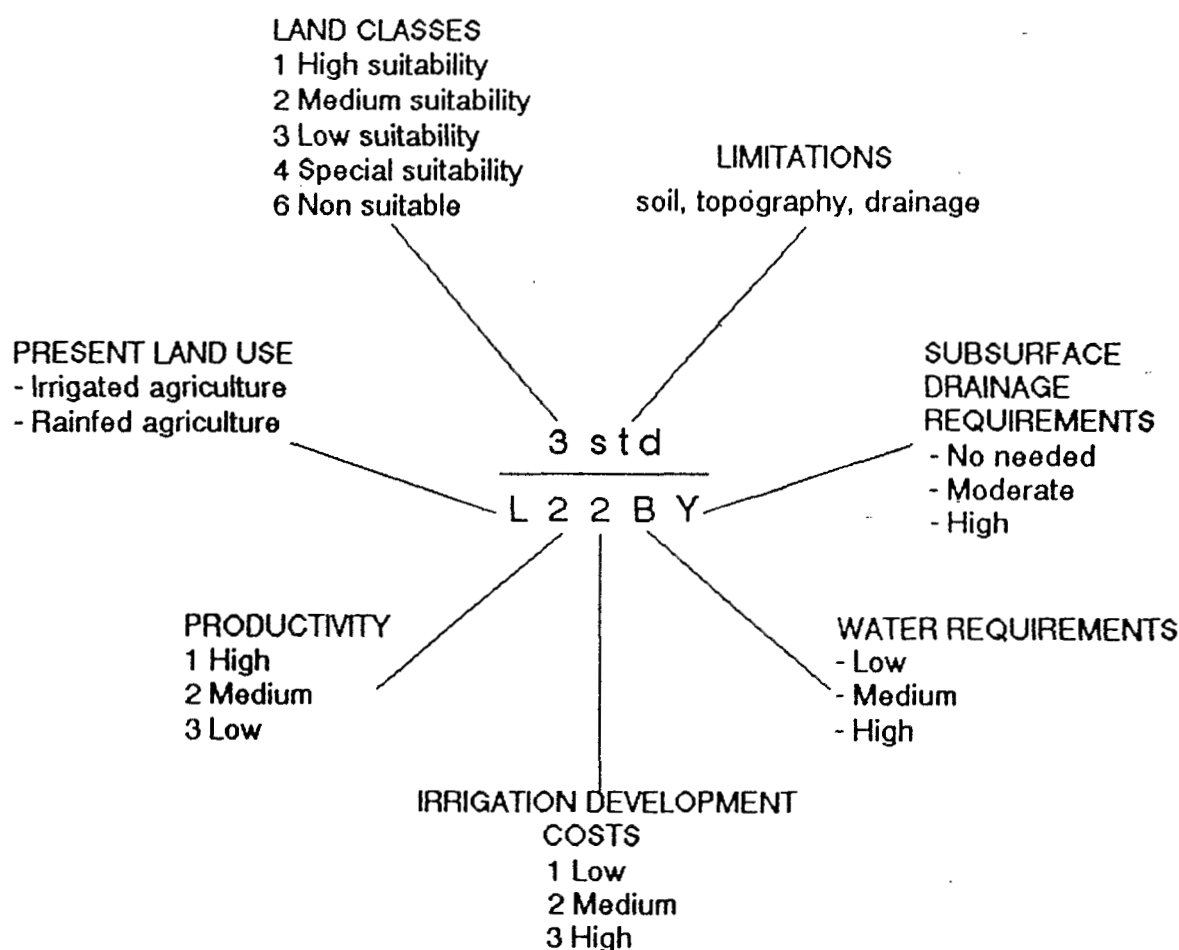 LAND CLASSES
1 High suitability
2 Medium suitability
3 Low suitability
4 Special suitability
6 Non suitable
LIMITATIONS
soil, topography, drainage
PRESENT LAND USE
- Irrigated agriculture
- Rainfed agriculture
SUBSURFACE
DRAINAGE
REQUIREMENTS
- No needed
- Moderate
- High
3 s t d
L 2 2 B Y
PRODUCTIVITY
1 High
2 Medium
3 Low
WATER REQUIREMENTS
- Low
- Medium
- High
IRRIGATION DEVELOPMENT
COSTS
1 Low
2 Medium
3 High